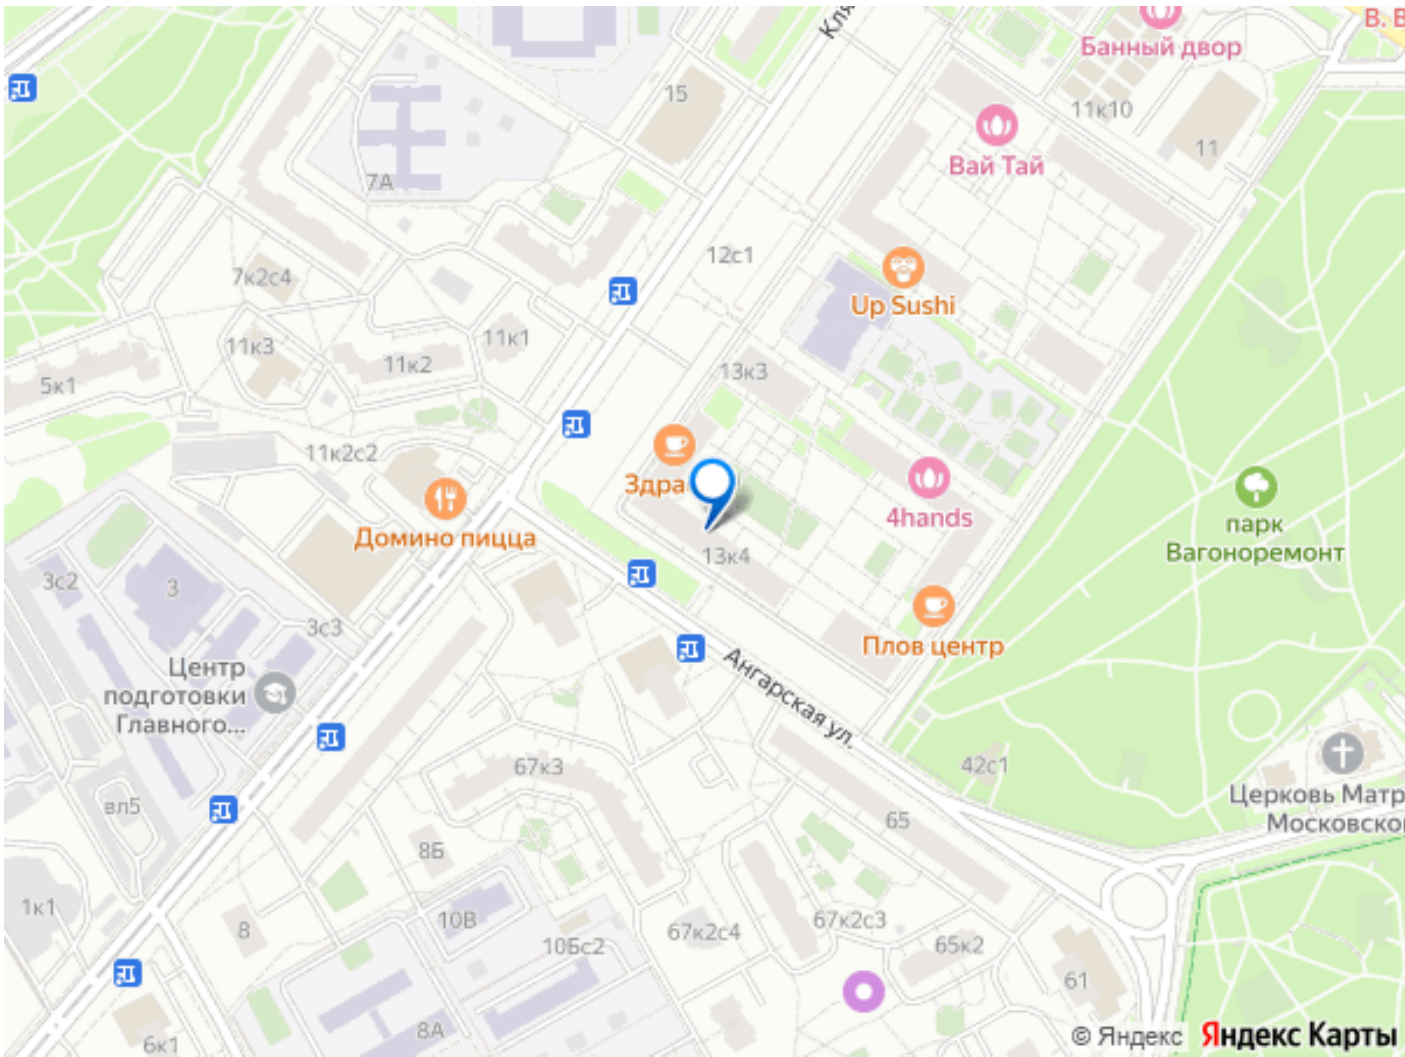 Кля
В. В
Банный двор
15
11к10
11
Вай Тай
7А
12с1
7к2с4
Up Sushi
11к1
11к3
11к2
13к3
5к1
11к2с2
Здра
4hands
Домино пицца
парк
Вагоноремонт
13к4
3с2
3
3с3
Плов центр
Центр
подготовки
Главного...
Ангарская ул.
67к3
42с1
Церковь Матр
Московско
вл5
65
8Б
1к1
8
10В
67к2с4
67к2с3
10Бс2
65к2
61
8А
6к1
© Яндекс
Яндекс Карты